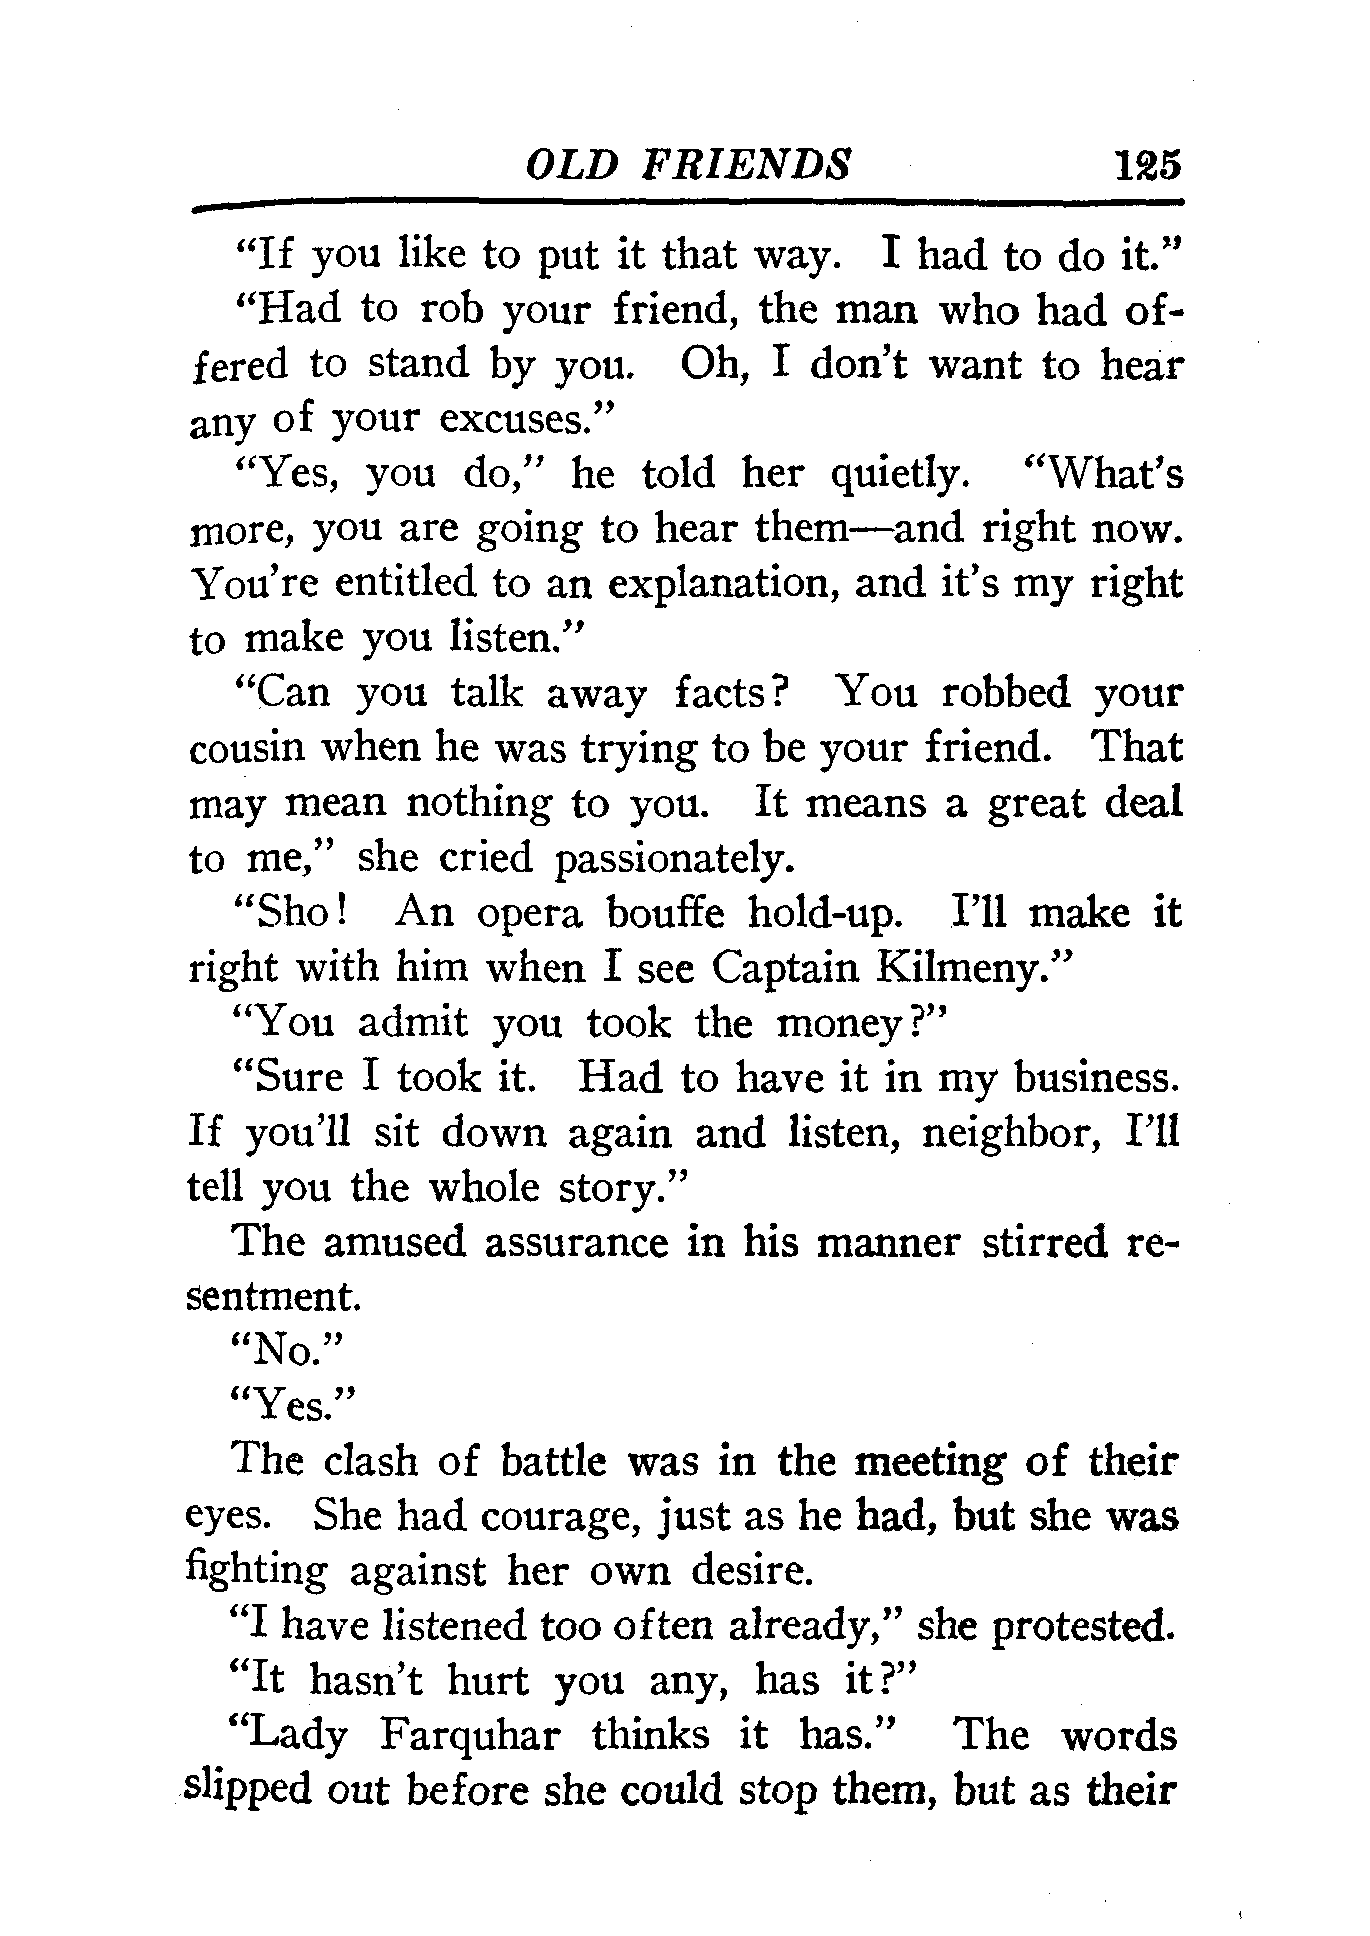 OLD FRIENDS 125
“If you like to put it that way. I had to do it.”
“Had to rob your friend, the man who had of-
fered to stand by you. Oh, I don’t want to hear
any of your excuses.”
“Yes, you do,” he told her quietly. “What’s
more, you are going to hear them—and right now.
You’re entitled to an explanation, and it’s my right
to make you listen.”
“Can you talk away facts? You robbed your
cousin when he was trying to be your friend. That
may mean nothing to you. It means a great deal
to me,” she cried passionately.
“Sho! An opera bouffe hold-up. I’ll make it
right with him when I see Captain Kilmeny.”
“You admit you took the money?”
“Sure I took it. Had to have it in my business.
If you’ll sit down again and listen, neighbor, I’ll
tell you the whole story.”
The amused assurance in his manner stirred re-
sentment.
“No.”
“Yes.”
The clash of battle was in the meeting of their
eyes. She had courage, just as he had, but she was
fighting against her own desire.
“I have listened too often already,” she protested.
“It hasn’t hurt you any, has it?”
“Lady Farquhar thinks it has.” The words
slipped out before she could stop them, but as their